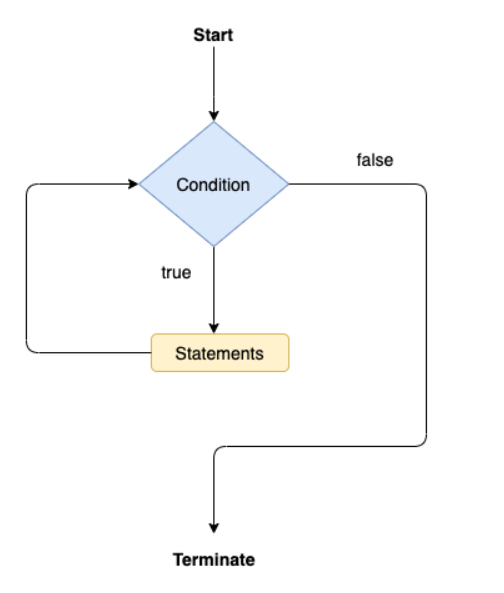 Start
false
Condition
true
Statements
Terminate